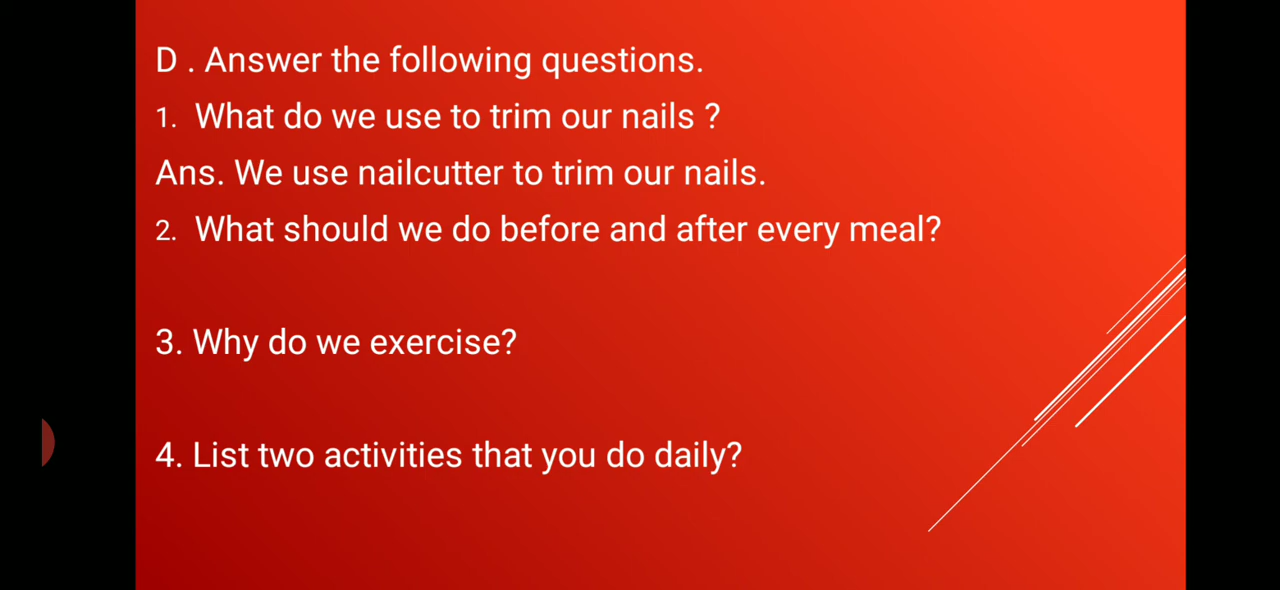 D . Answer the following questions.
1. What do we use to trim our nails ?
Ans. We use nailcutter to trim our nails.
2. What should we do before and after every meal?
3. Why do we exercise?
4. List two activities that you do daily?